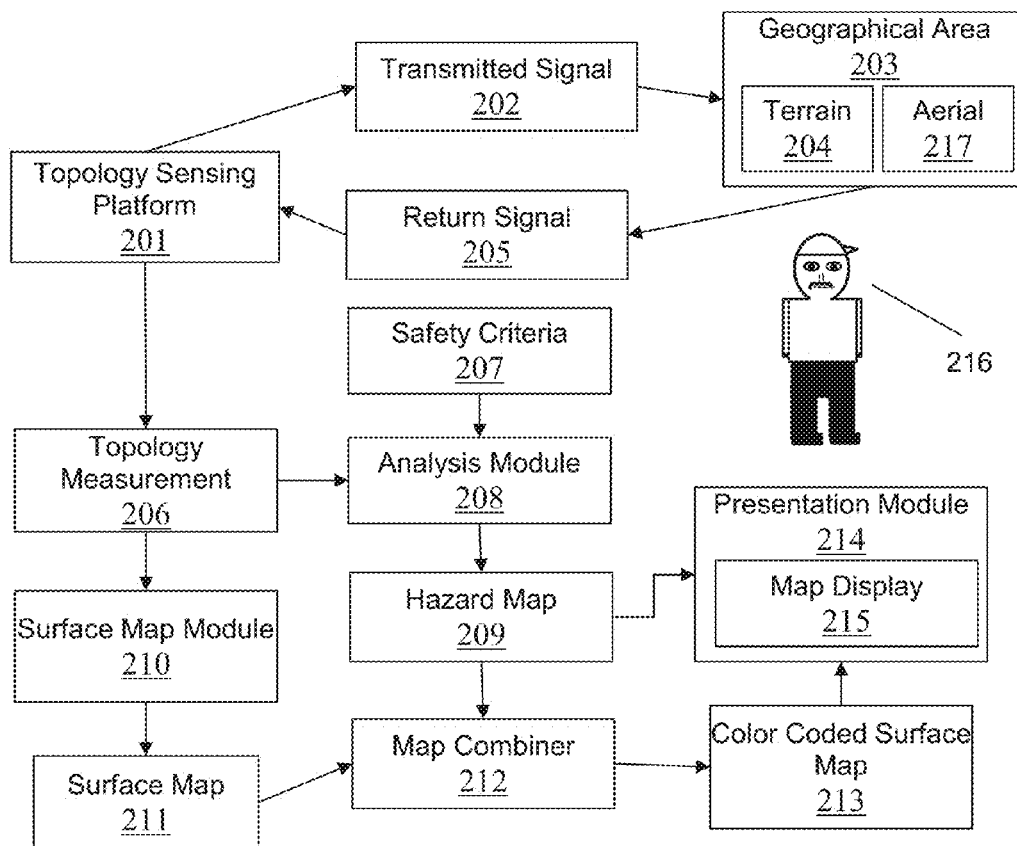 Geographical Area
203
Transmitted Signal
202
Terrain
204
Aerial
217
Topology Sensing
Platform
201
Return Signal
205
Safety Criteria
207
216
Topology
Measurement
206
Analysis Module
208
Presentation Module
214
Map Display
215
Surface Map Module
210
Hazard Map
209
Surface Map
211
Map Combiner
212
Color Coded Surface
Map
213